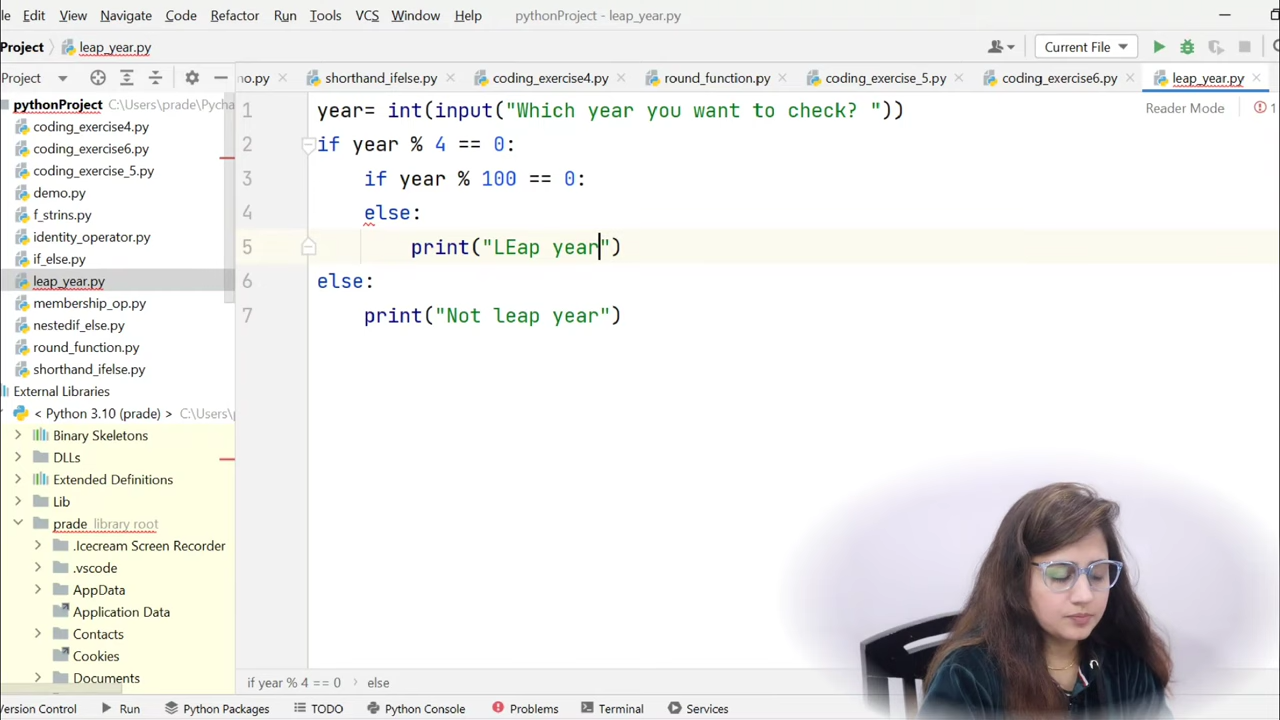 le Edit View Navigate Code Refactor Run Tools VCS Window Help pythonProject - leap_year.py
Project leap_year.py Current File
Project no.py shorthand_ifelse.py coding_exercise4.py round_function.py coding_exercise_5.py coding_exercise6.py leap_year.py
pythonProject C:\Users\prade\Pycha
coding_exercise4.py
coding_exercise6.py
coding_exercise_5.py
demo.py
f_strins.py
identity_operator.py
if_else.py
leap_year.py
membership_op.py
nestedif_else.py
round_function.py
shorthand_ifelse.py
External Libraries
< Python 3.10 (prade) > C:\Users\p
Binary Skeletons
DLLs
Extended Definitions
Lib
prade library root
.Icecream Screen Recorder
.vscode
AppData
Application Data
Contacts
Cookies
Documents
Reader Mode 1
1 year= int(input("Which year you want to check? "))
2 if year % 4 == 0:
3 if year % 100 == 0:
4 else:
5 print("LEap year")
6 else:
7 print("Not leap year")
if year % 4 == 0 › else
Version Control Run Python Packages TODO Python Console Problems Terminal Services